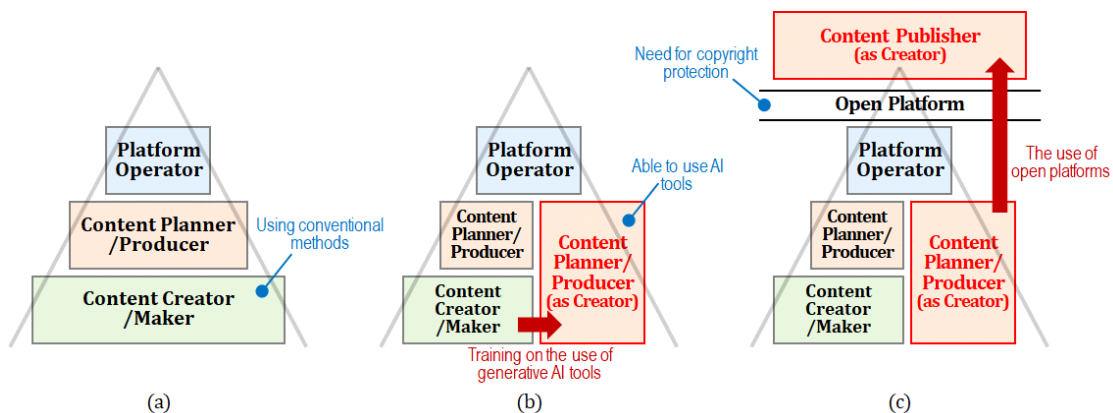 Platform
Operator
Content Planner
/Producer
Using conventional
methods
Content Creator
/Maker
(a)
Platform
Operator
Able to use AI
tools
Content
Planner/
Producer
Content
Planner/
Producer
(as Creator)
Content
Creator
/Maker
Training on the use of
generative AI tools
(b)
Content Publisher
(as Creator)
Need for copyright
protection
Open Platform
Platform
Operator
The use of
open platforms
Content
Planner/
Producer
Content
Planner/
Producer
(as Creator)
Content
Creator
/Maker
(c)